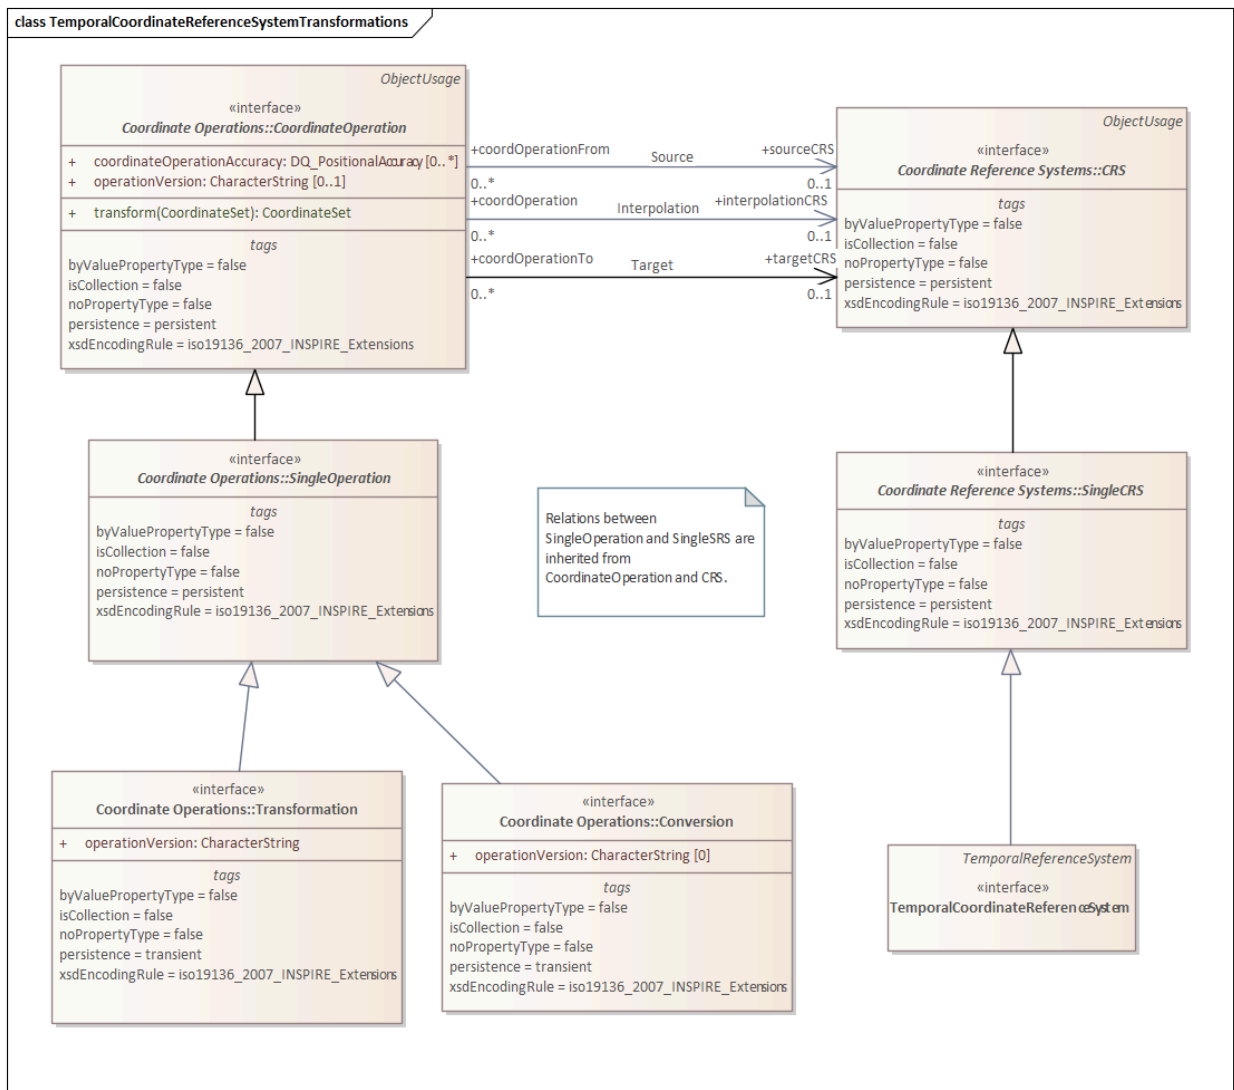 class TemporalCoordinateReferenceSystemTransformations
ObjectUsage
«interface»
Coordinate Operations::CoordinateOperation
+ coordinateOperationAccuracy: DQ_PositionalAccuracy [0..*]
+ operationVersion: CharacterString [0..1]
+ transform(CoordinateSet): CoordinateSet
tags
byValuePropertyType = false
isCollection = false
noPropertyType = false
persistence = persistent
xsdEncodingRule = iso19136_2007_INSPIRE_Extensions
+coordOperationFrom Source +sourceCRS
0..* 0..1
+coordOperation Interpolation +interpolationCRS
0..* 0..1
+coordOperationTo Target +targetCRS
0..* 0..1
ObjectUsage
«interface»
Coordinate Reference Systems::CRS
tags
byValuePropertyType = false
isCollection = false
noPropertyType = false
persistence = persistent
xsdEncodingRule = iso19136_2007_INSPIRE_Extensions
«interface»
Coordinate Operations::SingleOperation
tags
byValuePropertyType = false
isCollection = false
noPropertyType = false
persistence = persistent
xsdEncodingRule = iso19136_2007_INSPIRE_Extensions
Relations between
SingleOperation and SingleSRS are
inherited from
CoordinateOperation and CRS.
«interface»
Coordinate Reference Systems::SingleCRS
tags
byValuePropertyType = false
isCollection = false
noPropertyType = false
persistence = persistent
xsdEncodingRule = iso19136_2007_INSPIRE_Extensions
«interface»
Coordinate Operations::Transformation
+ operationVersion: CharacterString
tags
byValuePropertyType = false
isCollection = false
noPropertyType = false
persistence = transient
xsdEncodingRule = iso19136_2007_INSPIRE_Extensions
«interface»
Coordinate Operations::Conversion
+ operationVersion: CharacterString [0]
tags
byValuePropertyType = false
isCollection = false
noPropertyType = false
persistence = transient
xsdEncodingRule = iso19136_2007_INSPIRE_Extensions
TemporalReferenceSystem
«interface»
TemporalCoordinateReferenceSystem